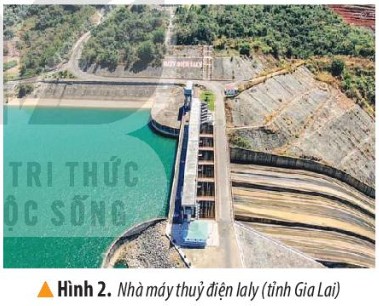 TRI THỨC
ỘC SỐNG
Hình 2. Nhà máy thuỷ điện Ialy (tỉnh Gia Lai)